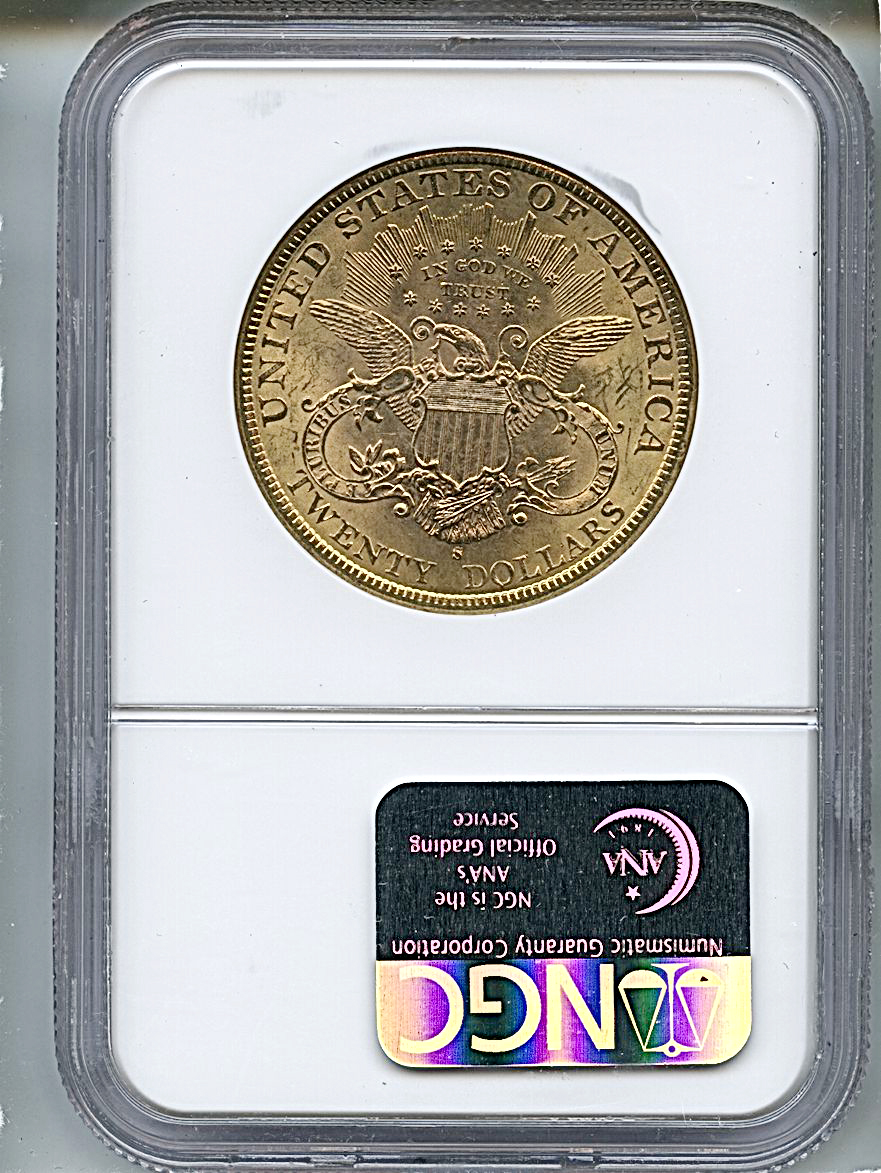 UNITED STATES OF AMERICA
IN GOD WE
TRUST
E PLURIBUS
UNUM
S
TWENTY DOLLARS
NGC
Numismatic Guaranty Corporation
NGC is the
ANA's
Official Grading
Service
ANA
1891